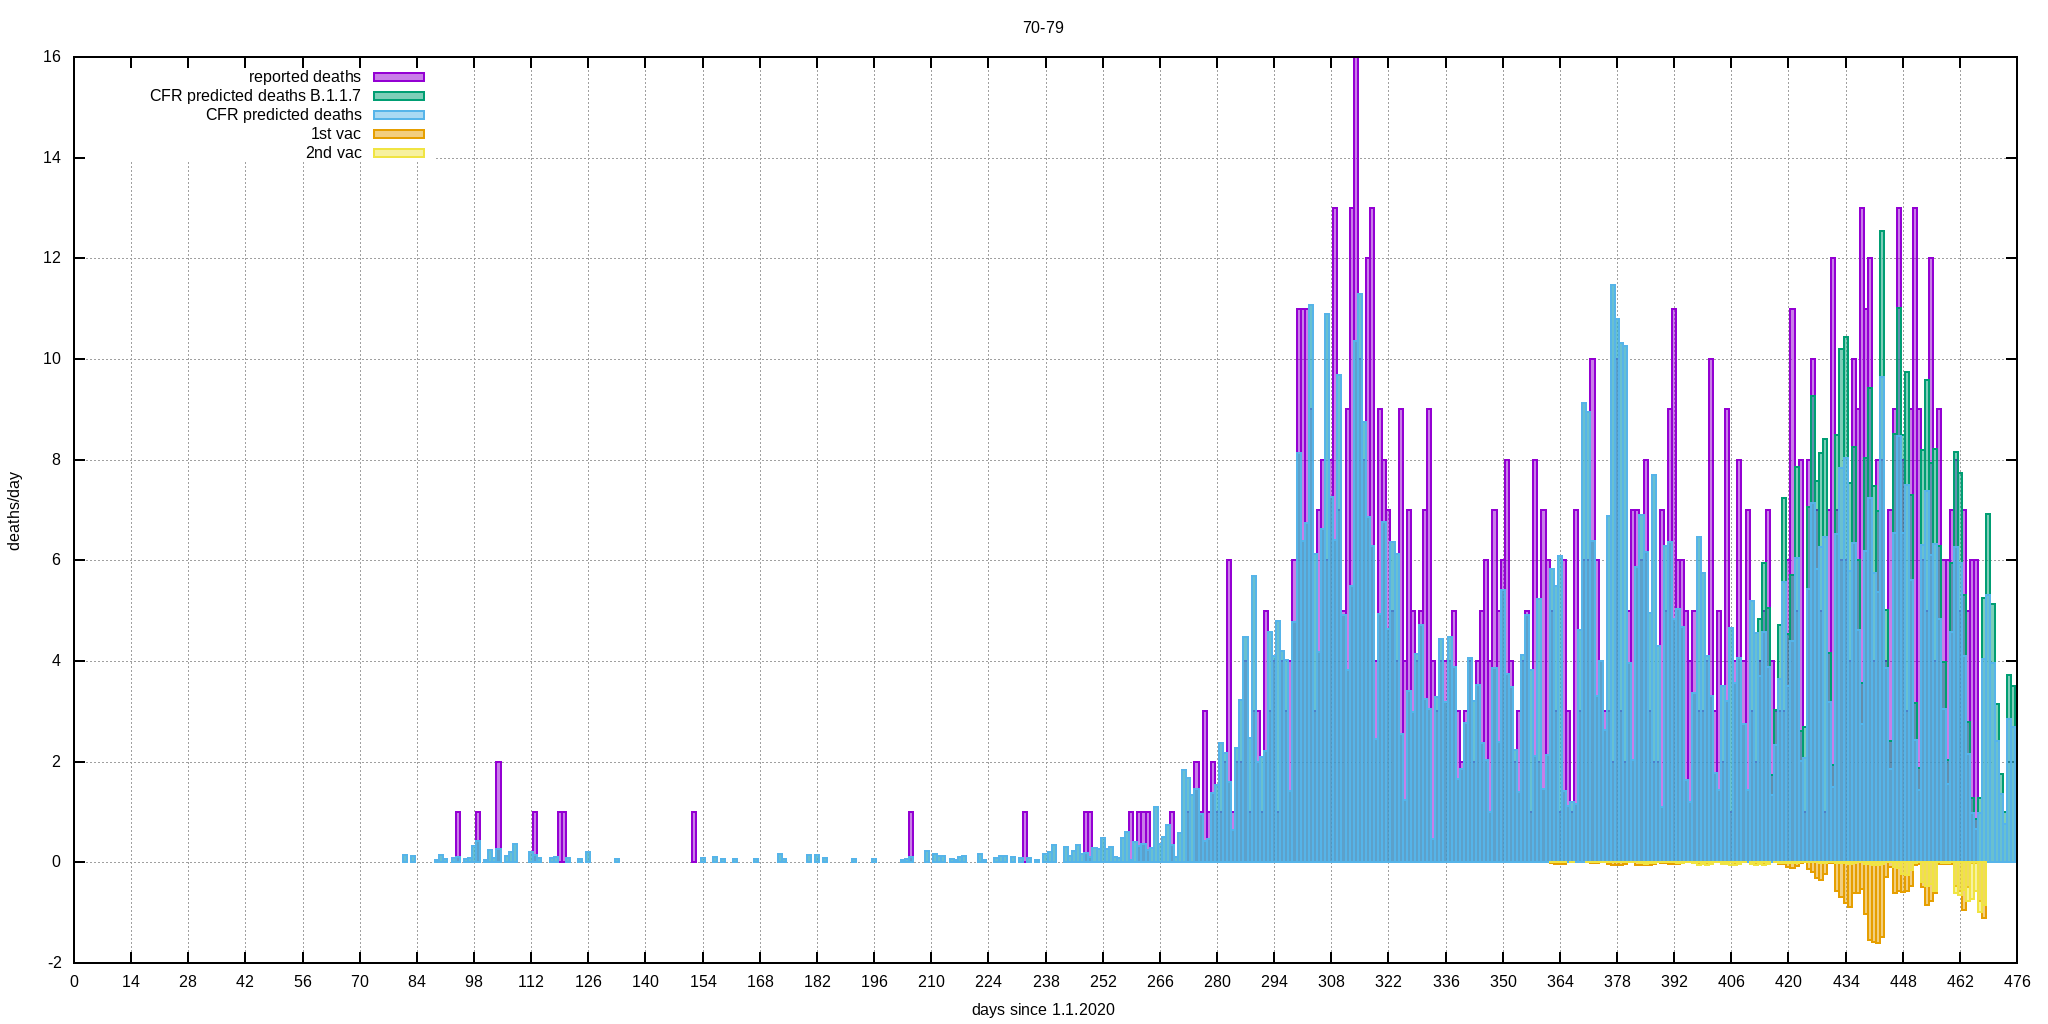 70-79
reported deaths
CFR predicted deaths B.1.1.7
CFR predicted deaths
1st vac
2nd vac
16
14
12
10
8
6
4
2
0
-2
deaths/day
0 14 28 42 56 70 84 98 112 126 140 154 168 182 196 210 224 238 252 266 280 294 308 322 336 350 364 378 392 406 420 434 448 462 476
days since 1.1.2020